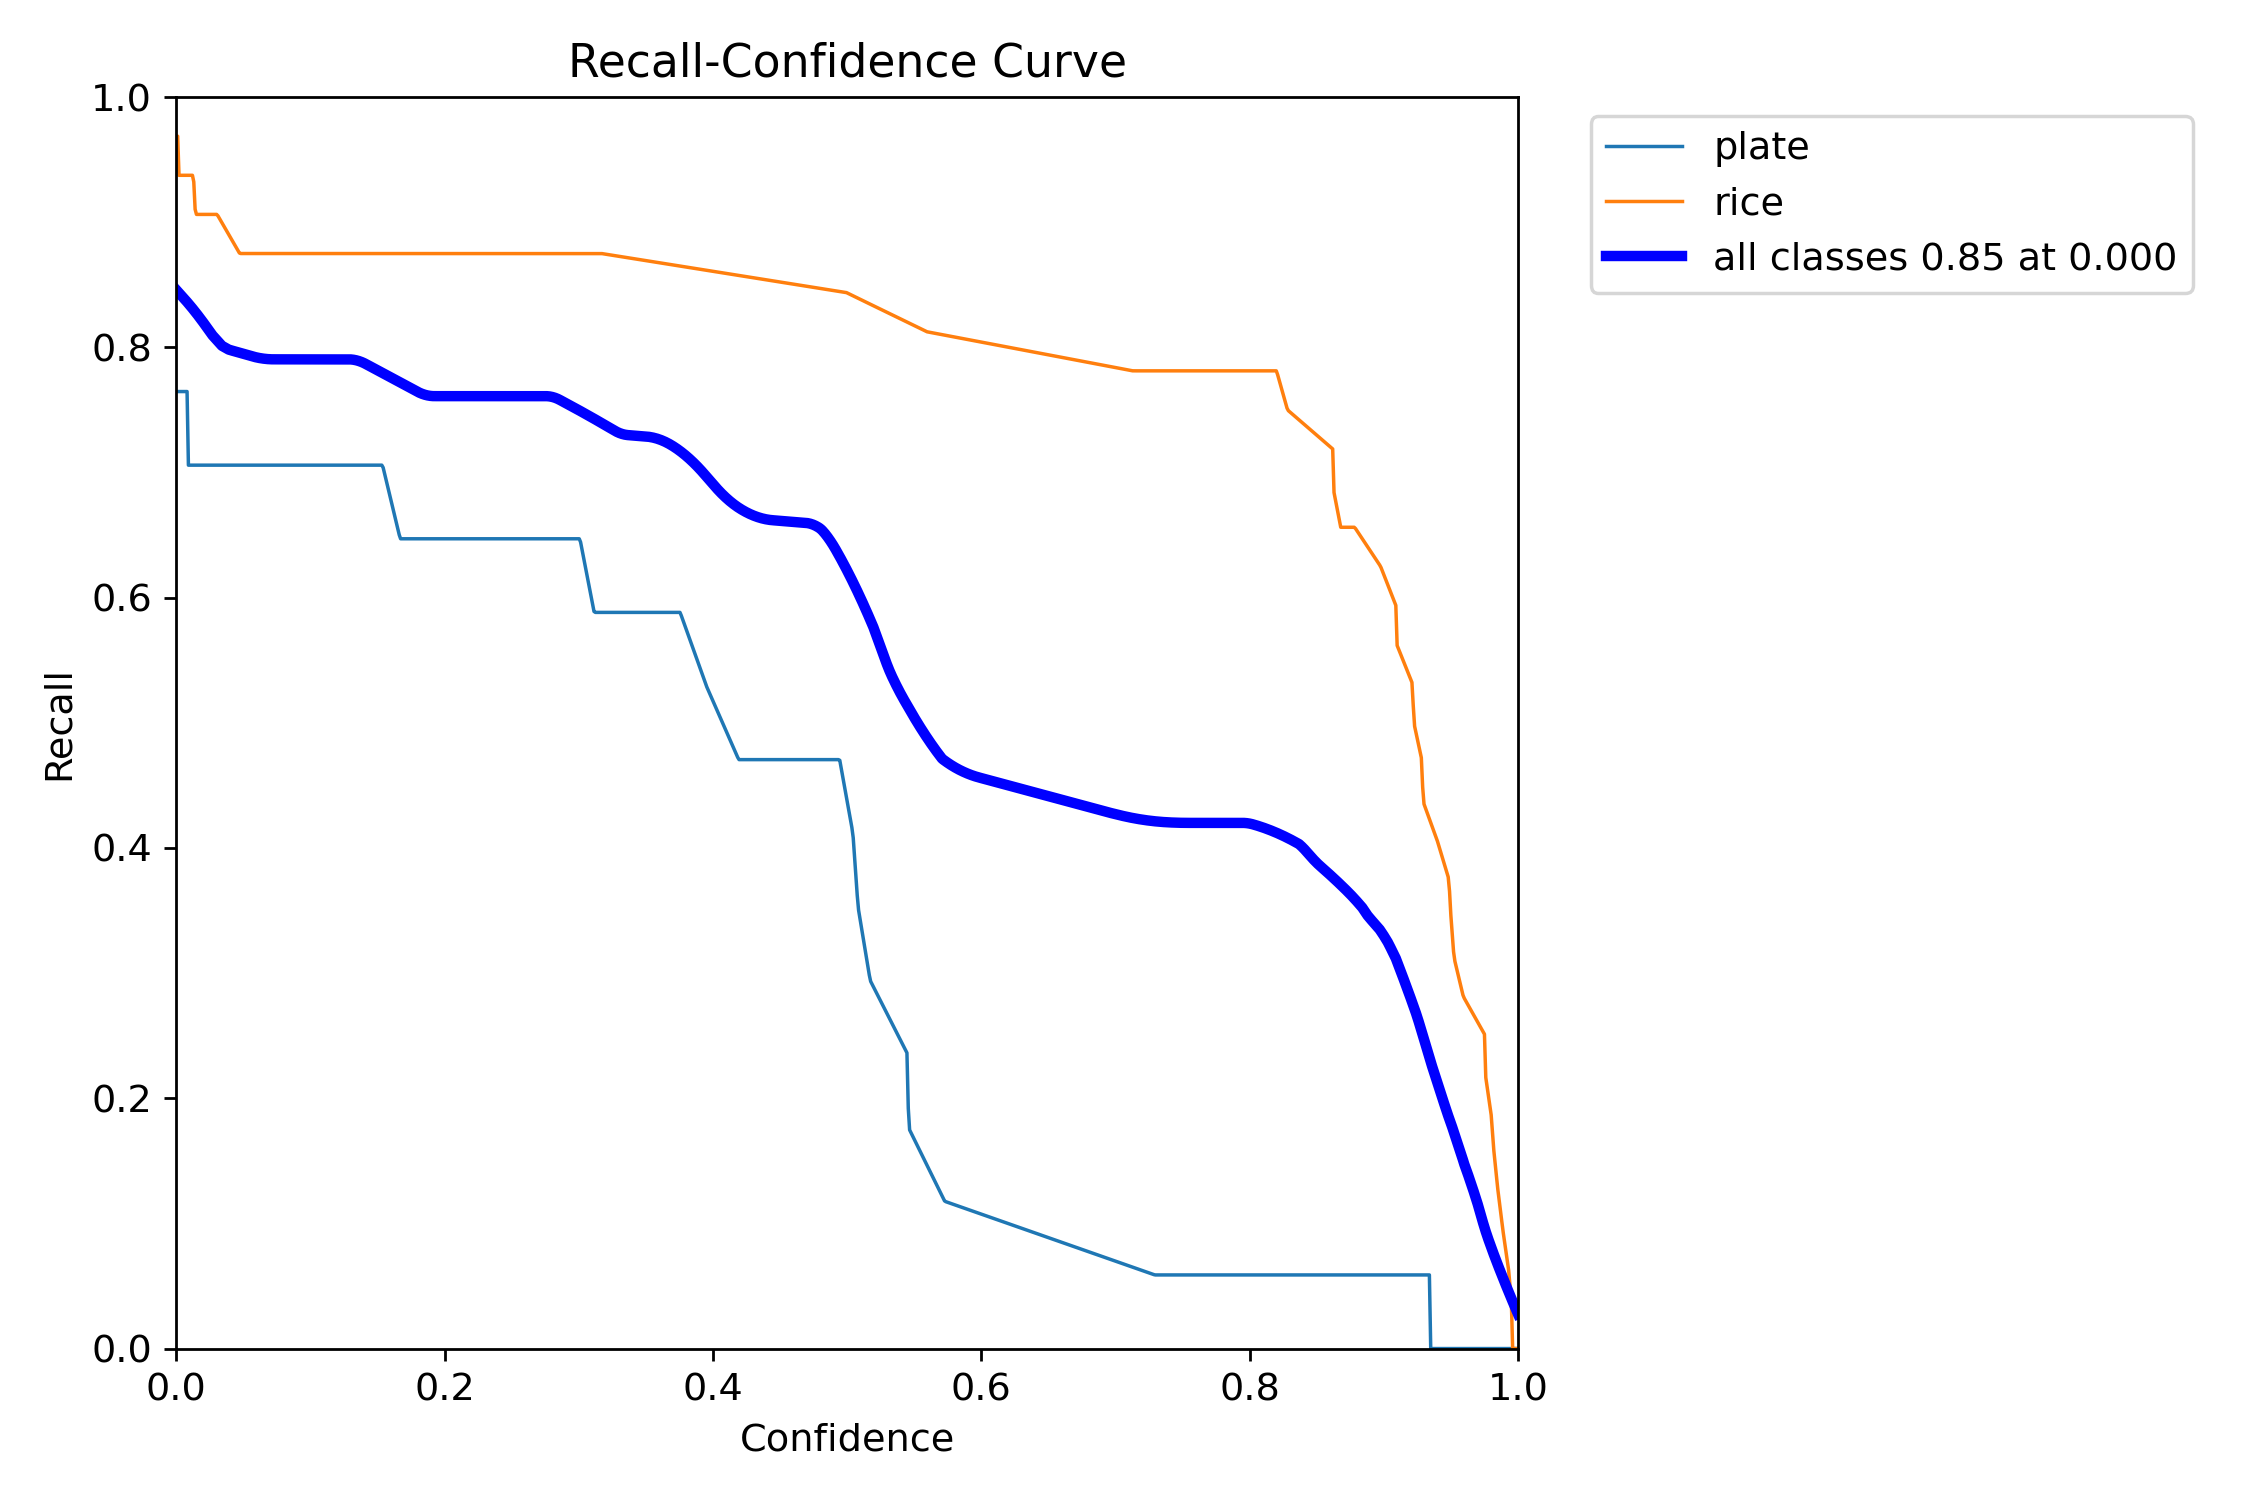 Recall-Confidence Curve
1.0
0.8
0.6
0.4
0.2
0.0
Recall
0.0 0.2 0.4 0.6 0.8 1.0
Confidence
plate
rice
all classes 0.85 at 0.000